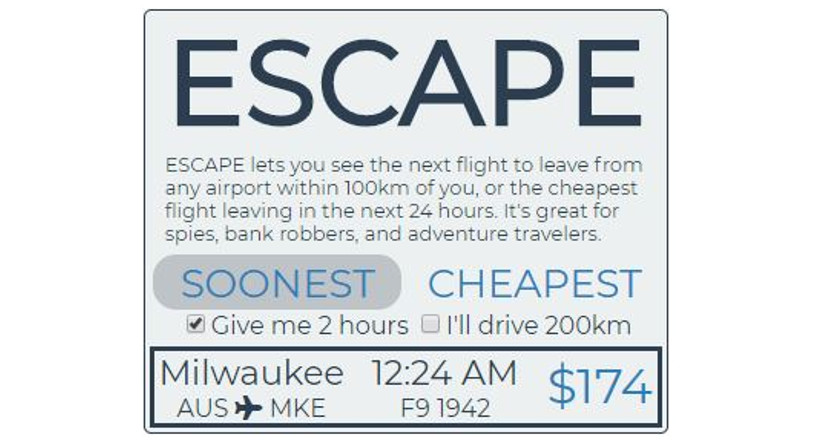 ESCAPE
ESCAPE lets you see the next flight to leave from
any airport within 100km of you, or the cheapest
flight leaving in the next 24 hours. It's great for
spies, bank robbers, and adventure travelers.
SOONEST CHEAPEST
Give me 2 hours I'll drive 200km
Milwaukee 12:24 AM $174
AUS MKE F9 1942